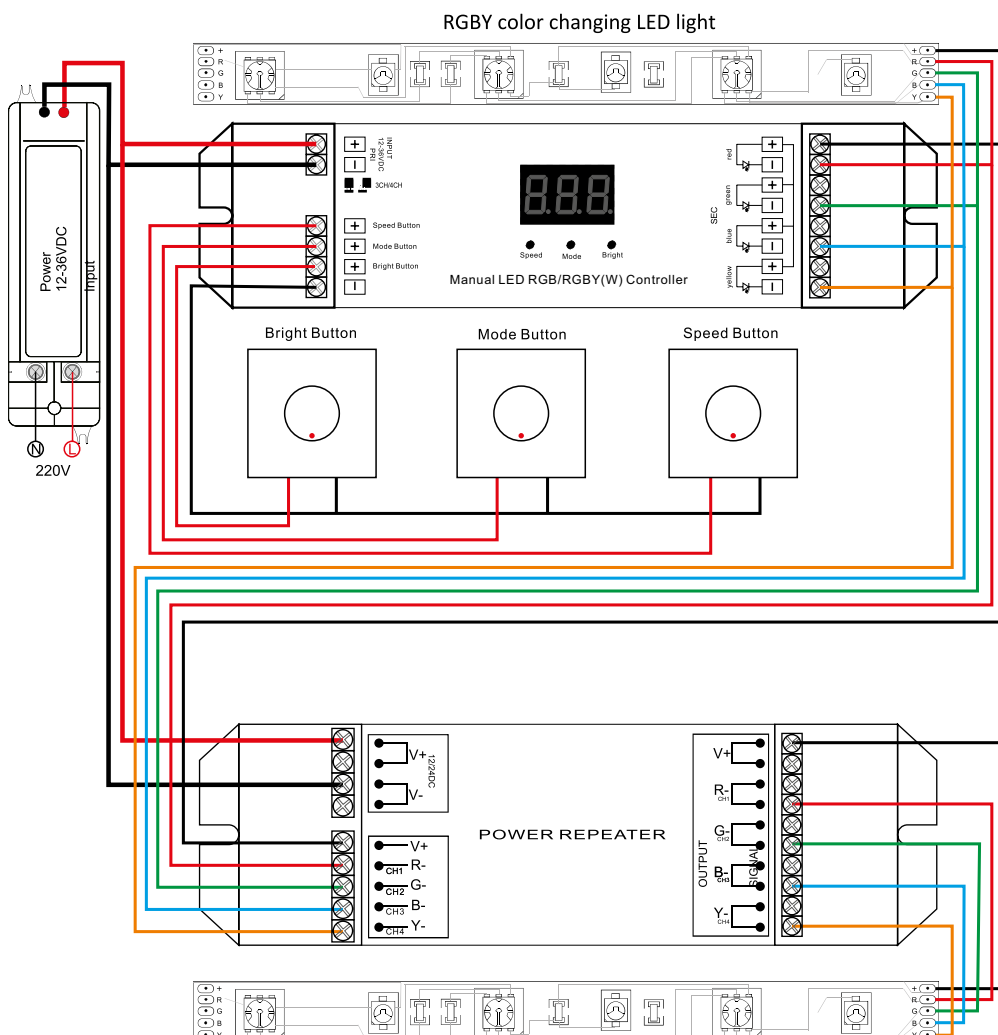 RGBY color changing LED light
+
R
G
B
Y
+
R
G
B
Y
Power
12-36VDC
Input
N
L
220V
+
-
INPUT
12-36VDC
PRI
3CH/4CH
+ Speed Button
+ Mode Button
+ Bright Button
-
888
Speed Mode Bright
Manual LED RGB/RGBY(W) Controller
SEC
red
+
-
green
+
-
blue
+
-
yellow
+
-
Bright Button
Mode Button
Speed Button
V+
V-
12/24DC
V+
CH1 R-
CH2 G-
CH3 B-
CH4 Y-
POWER REPEATER
OUTPUT
SIGNAL
V+
R-
CH1
G-
CH2
B-
CH3
Y-
CH4
+
R
G
B
Y
+
R
G
B
Y